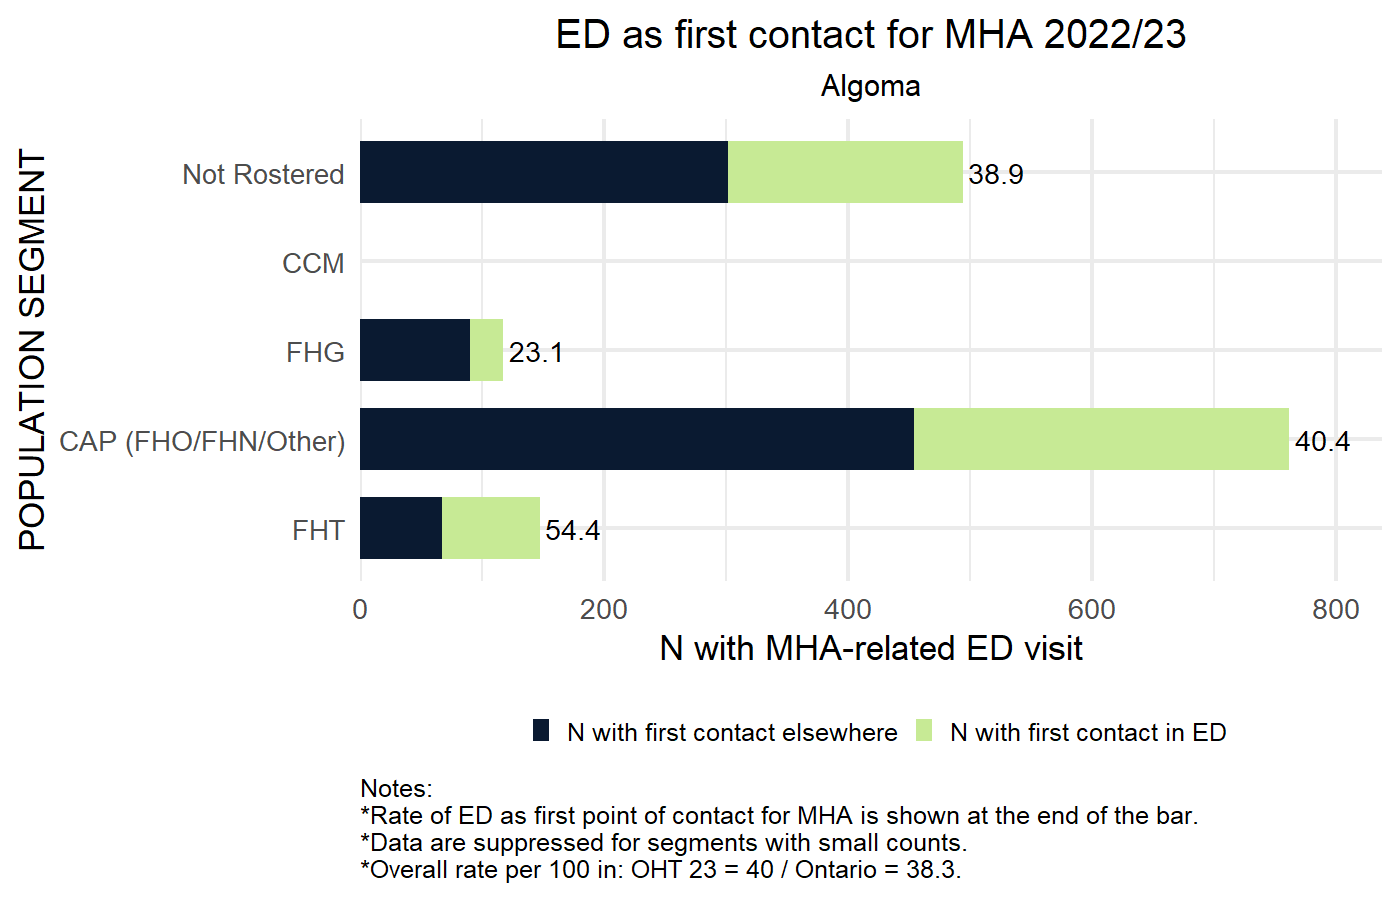 ED as first contact for MHA 2022/23
Algoma
POPULATION SEGMENT
Not Rostered
38.9
CCM
FHG
23.1
CAP (FHO/FHN/Other)
40.4
FHT
54.4
0 200 400 600 800
N with MHA-related ED visit
N with first contact elsewhere N with first contact in ED
Notes:
*Rate of ED as first point of contact for MHA is shown at the end of the bar.
*Data are suppressed for segments with small counts.
*Overall rate per 100 in: OHT 23 = 40 / Ontario = 38.3.